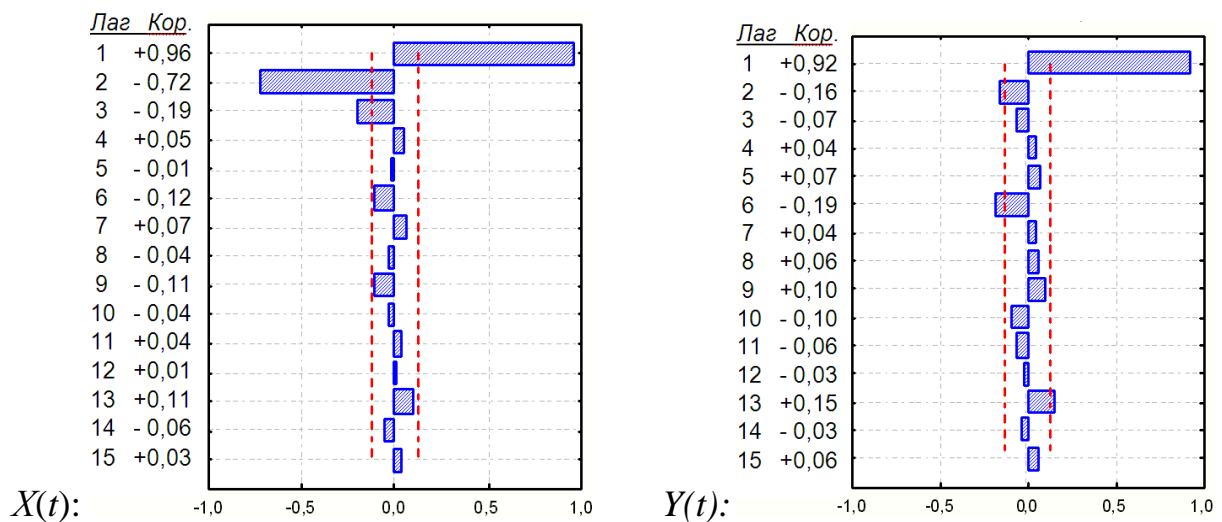 Лаг Кор.
1 +0,96
2 - 0,72
3 - 0,19
4 +0,05
5 - 0,01
6 - 0,12
7 +0,07
8 - 0,04
9 - 0,11
10 - 0,04
11 +0,04
12 +0,01
13 +0,11
14 - 0,06
15 +0,03
-1,0 -0,5 0,0 0,5 1,0
X(t):
Лаг Кор.
1 +0,92
2 - 0,16
3 - 0,07
4 +0,04
5 +0,07
6 - 0,19
7 +0,04
8 +0,06
9 +0,10
10 - 0,10
11 - 0,06
12 - 0,03
13 +0,15
14 - 0,03
15 +0,06
-1,0 -0,5 0,0 0,5 1,0
Y(t):